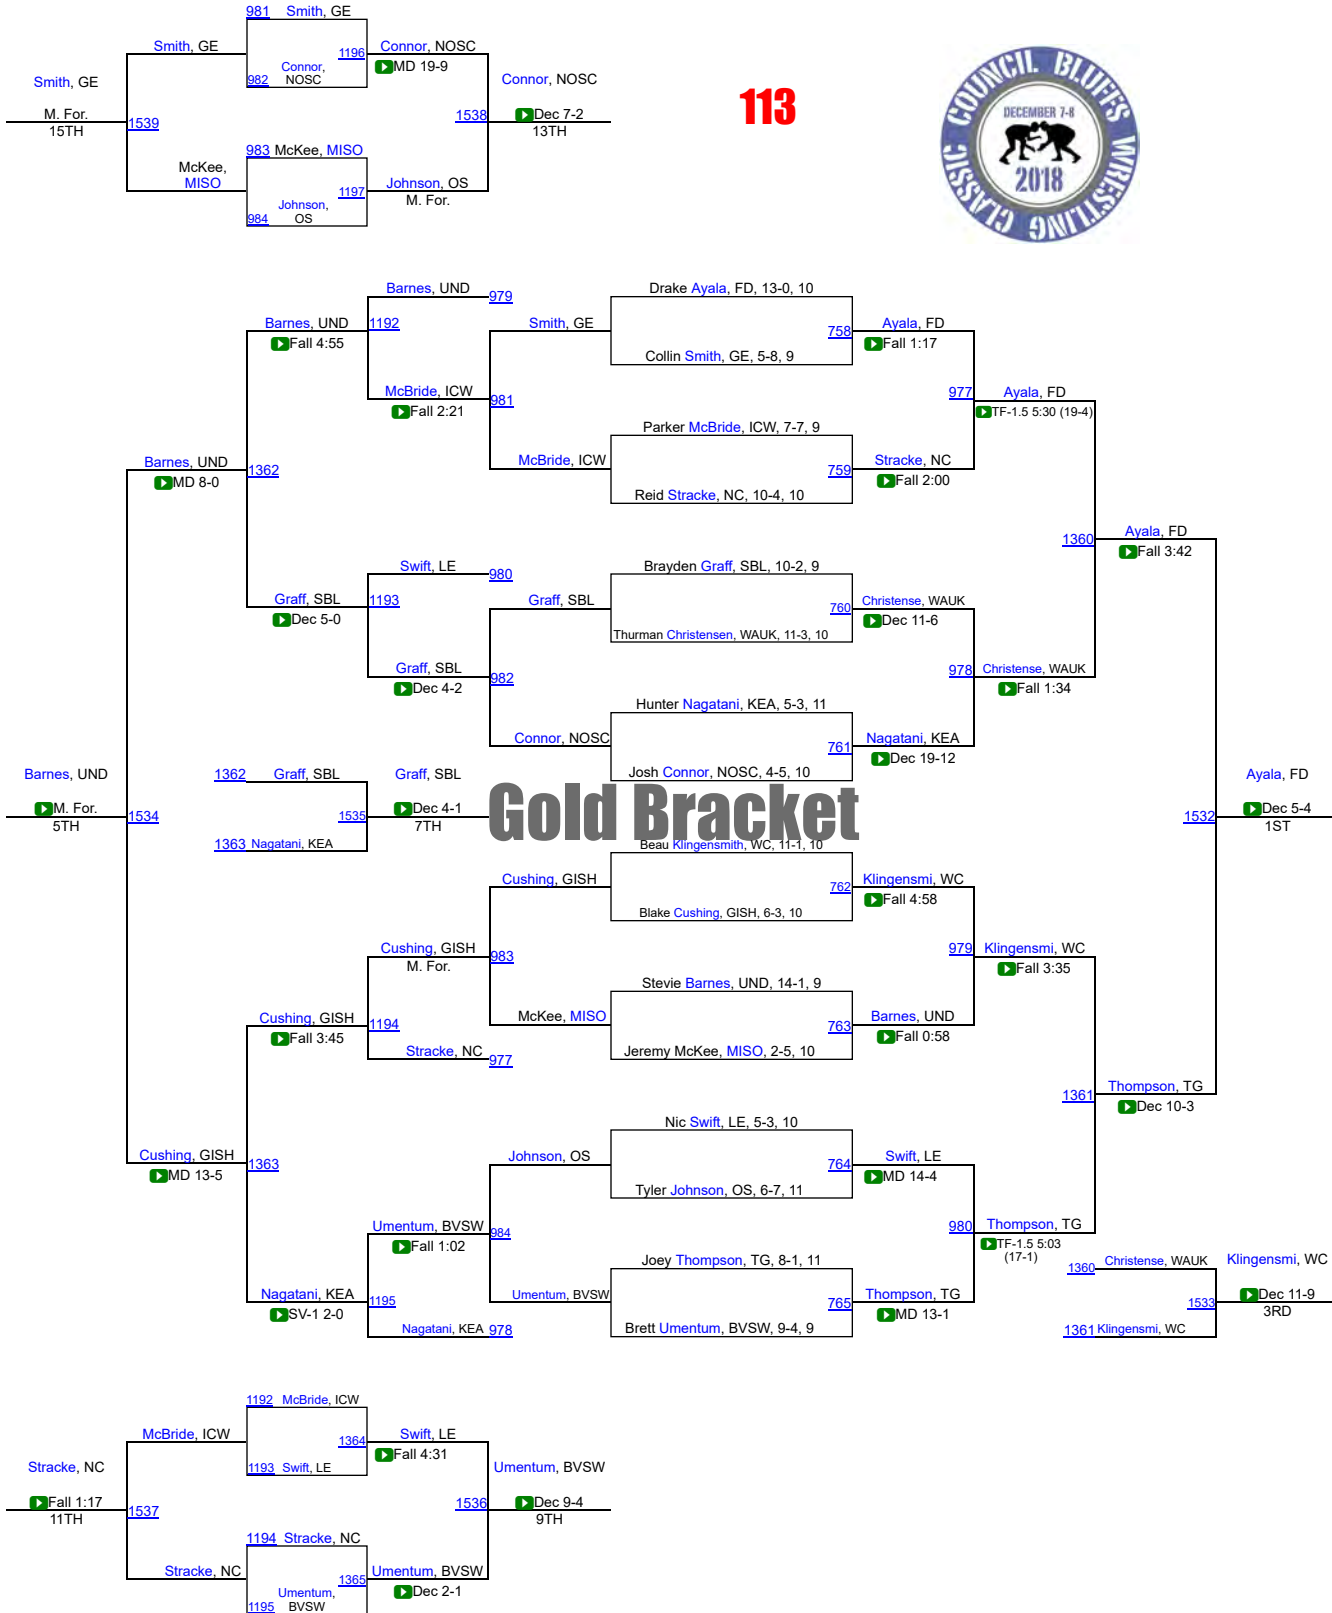 981 Smith, GE
Smith, GE
1196
Connor, NOSC
MD 19-9
Connor,
NOSC
982
Smith, GE
M. For.
15TH
1539
Connor, NOSC
1538
Dec 7-2
13TH
983 McKee, MISO
McKee,
MISO
1197
Johnson, OS
M. For.
Johnson,
OS
984
113
COUNCIL BLUFFS WRESTLING CLASSIC
DECEMBER 7-8
2018
Barnes, UND
979
Drake Ayala, FD, 13-0, 10
Barnes, UND
1192
Fall 4:55
Smith, GE
758
Ayala, FD
Fall 1:17
Collin Smith, GE, 5-8, 9
McBride, ICW
981
Fall 2:21
977
Ayala, FD
TF-1.5 5:30 (19-4)
Parker McBride, ICW, 7-7, 9
Barnes, UND
1362
MD 8-0
McBride, ICW
759
Stracke, NC
Fall 2:00
Reid Stracke, NC, 10-4, 10
1360
Ayala, FD
Fall 3:42
Swift, LE
980
Brayden Graff, SBL, 10-2, 9
Graff, SBL
1193
Dec 5-0
Graff, SBL
760
Christense, WAUK
Dec 11-6
Thurman Christensen, WAUK, 11-3, 10
Graff, SBL
982
Dec 4-2
978
Christense, WAUK
Fall 1:34
Hunter Nagatani, KEA, 5-3, 11
Connor, NOSC
761
Nagatani, KEA
Dec 19-12
Josh Connor, NOSC, 4-5, 10
Barnes, UND
M. For.
5TH
1534
1362 Graff, SBL
1535
1363 Nagatani, KEA
Graff, SBL
Dec 4-1
7TH
Gold Bracket
1532
Ayala, FD
Dec 5-4
1ST
Beau Klingensmith, WC, 11-1, 10
Cushing, GISH
762
Klingensmi, WC
Fall 4:58
Blake Cushing, GISH, 6-3, 10
Cushing, GISH
983
M. For.
979
Klingensmi, WC
Fall 3:35
Stevie Barnes, UND, 14-1, 9
Cushing, GISH
1194
Fall 3:45
McKee, MISO
763
Barnes, UND
Fall 0:58
Stracke, NC
977
Jeremy McKee, MISO, 2-5, 10
1361
Thompson, TG
Dec 10-3
Nic Swift, LE, 5-3, 10
Cushing, GISH
1363
MD 13-5
Johnson, OS
764
Swift, LE
MD 14-4
Tyler Johnson, OS, 6-7, 11
Umentum, BVSW
984
Fall 1:02
980
Thompson, TG
TF-1.5 5:03
(17-1)
Joey Thompson, TG, 8-1, 11
Nagatani, KEA
1195
SV-1 2-0
Umentum, BVSW
765
Thompson, TG
MD 13-1
Nagatani, KEA 978
Brett Umentum, BVSW, 9-4, 9
1360
Christense, WAUK
1533
1361 Klingensmi, WC
Klingensmi, WC
Dec 11-9
3RD
1192 McBride, ICW
McBride, ICW
1364
Swift, LE
Fall 4:31
1193 Swift, LE
Stracke, NC
Fall 1:17
11TH
1537
Umentum, BVSW
1536
Dec 9-4
9TH
1194 Stracke, NC
Stracke, NC
1365
Umentum, BVSW
Dec 2-1
Umentum,
1195 BVSW